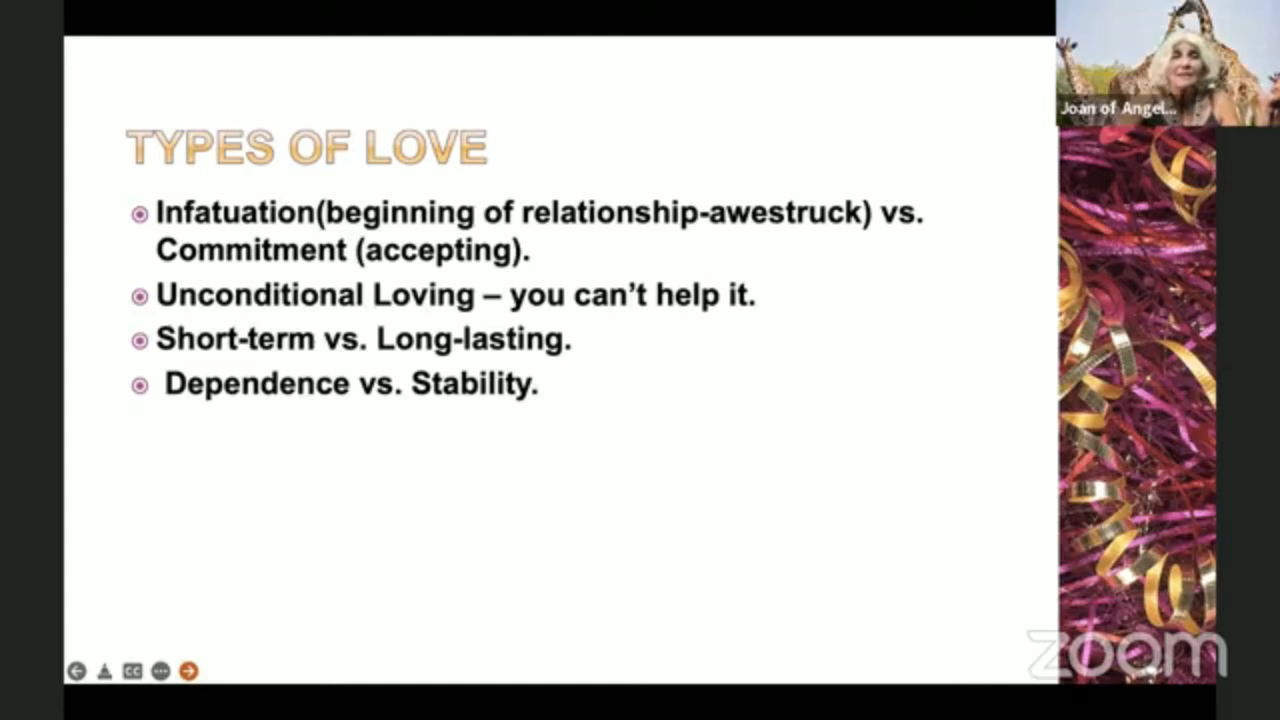 Joan of Angel...
TYPES OF LOVE
Infatuation(beginning of relationship-awestruck) vs.
Commitment (accepting).
Unconditional Loving – you can't help it.
Short-term vs. Long-lasting.
Dependence vs. Stability.
CC
zoom